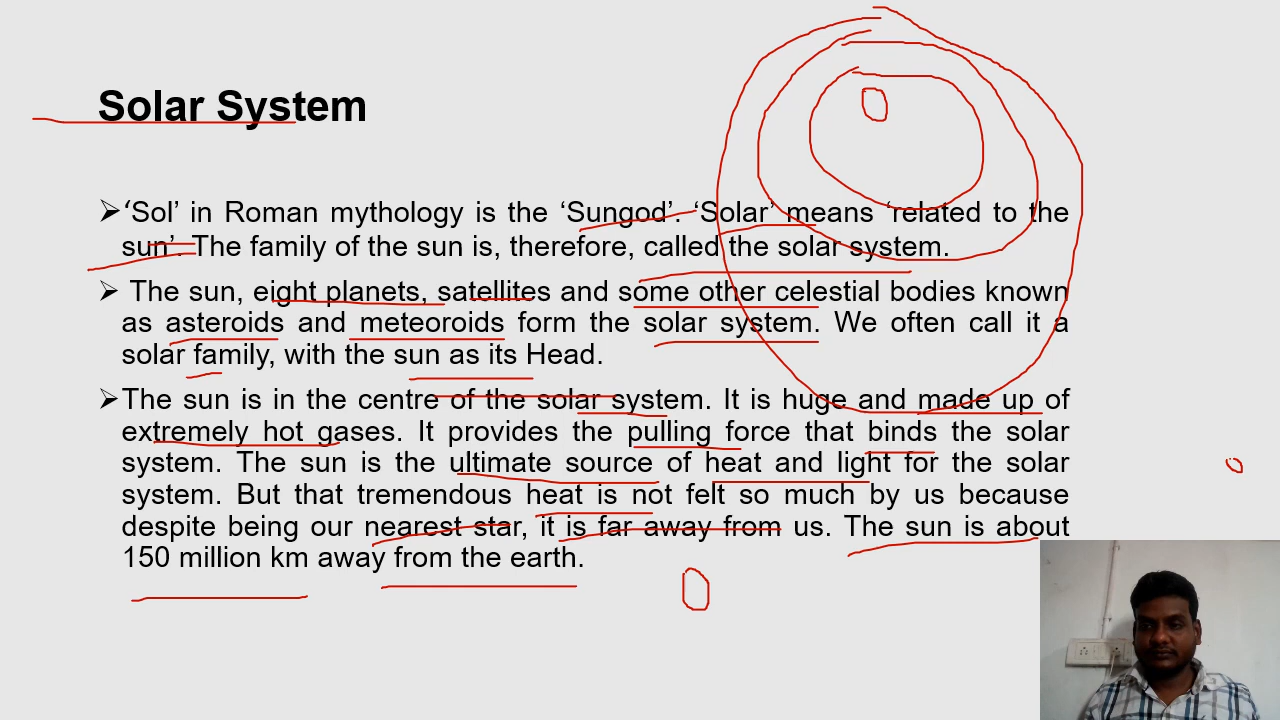 Solar System
➢‘Sol’ in Roman mythology is the ‘Sungod’. ‘Solar’ means ‘related to the
sun’. The family of the sun is, therefore, called the solar system.
➢ The sun, eight planets, satellites and some other celestial bodies known
as asteroids and meteoroids form the solar system. We often call it a
solar family, with the sun as its Head.
➢The sun is in the centre of the solar system. It is huge and made up of
extremely hot gases. It provides the pulling force that binds the solar
system. The sun is the ultimate source of heat and light for the solar
system. But that tremendous heat is not felt so much by us because
despite being our nearest star, it is far away from us. The sun is about
150 million km away from the earth.